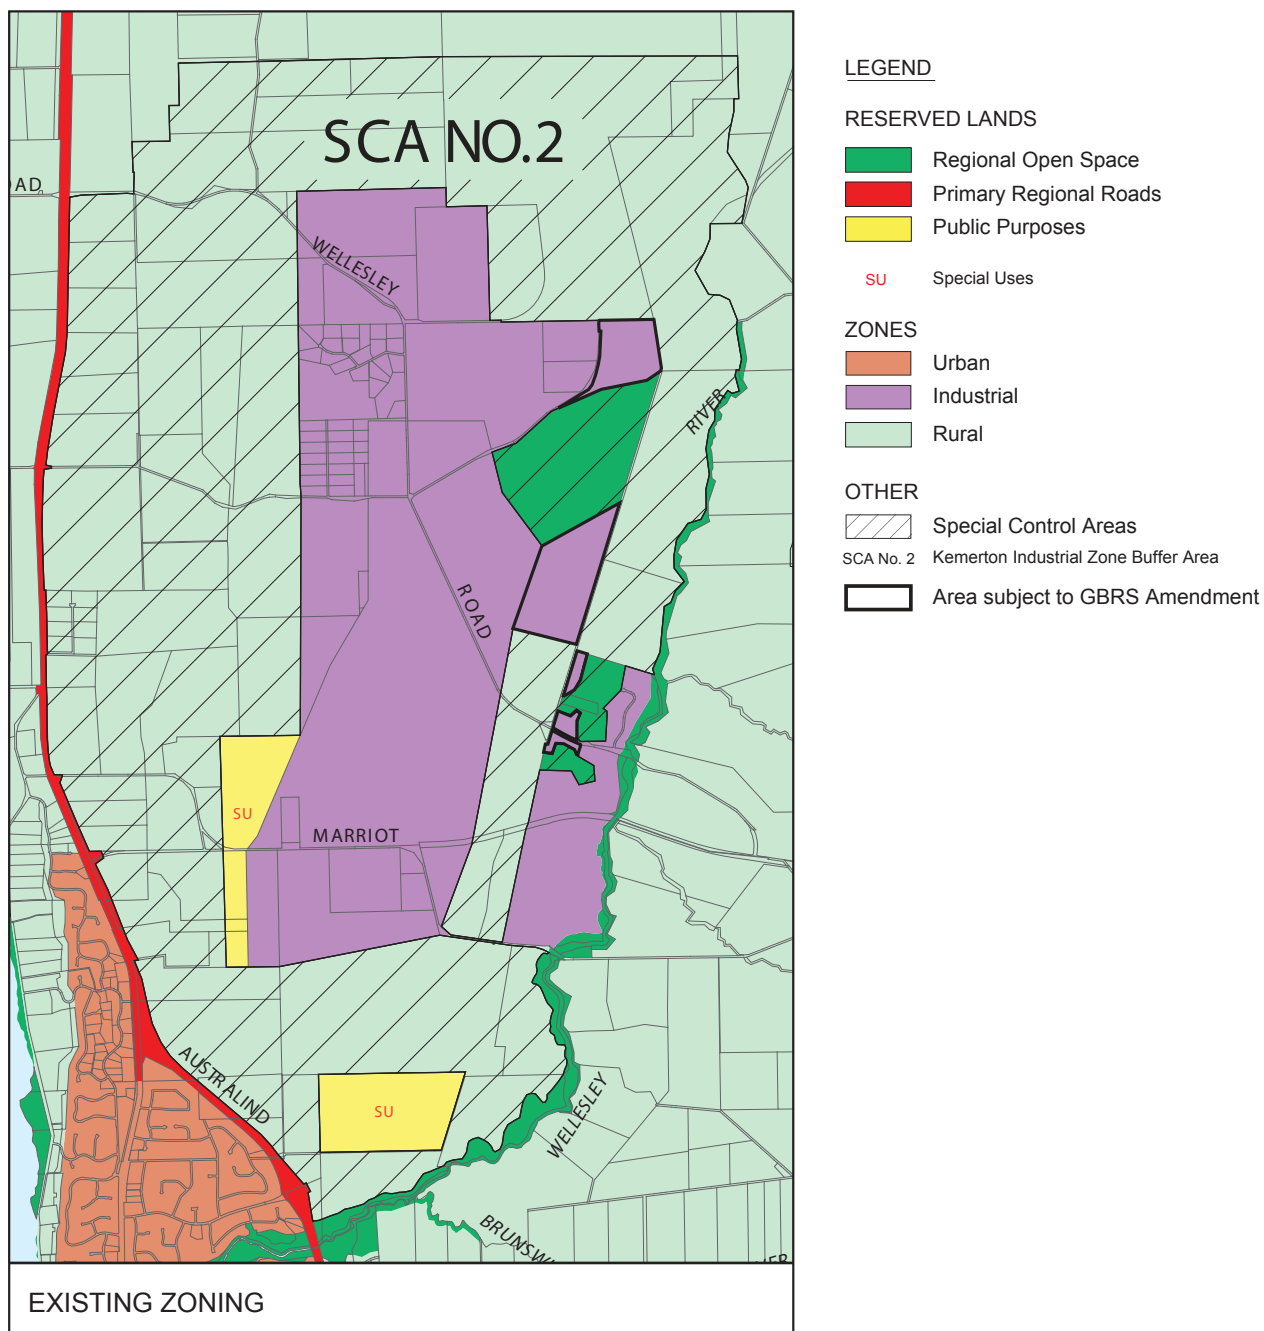 SCA NO.2
OAD
WELLESLEY
RIVER
ROAD
SU
MARRIOT
AUSTRALIND
SU
WELLESLEY
EXISTING ZONING
LEGEND
RESERVED LANDS
Regional Open Space
Primary Regional Roads
Public Purposes
SU Special Uses
ZONES
Urban
Industrial
Rural
OTHER
Special Control Areas
SCA No. 2 Kemerton Industrial Zone Buffer Area
Area subject to GBRS Amendment